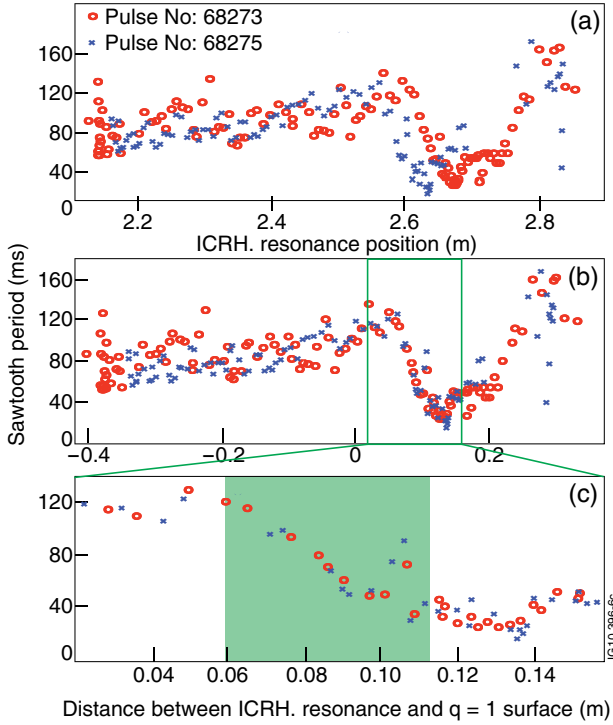 Pulse No: 68273
Pulse No: 68275
(a)
160
120
80
40
0
2.2 2.4 2.6 2.8
ICRH. resonance position (m)
Sawtooth period (ms)
(b)
160
120
80
40
0
-0.4 -0.2 0 0.2
(c)
120
80
40
0
0.04 0.06 0.08 0.10 0.12 0.14
Distance between ICRH. resonance and q = 1 surface (m)
IG10.396-6c